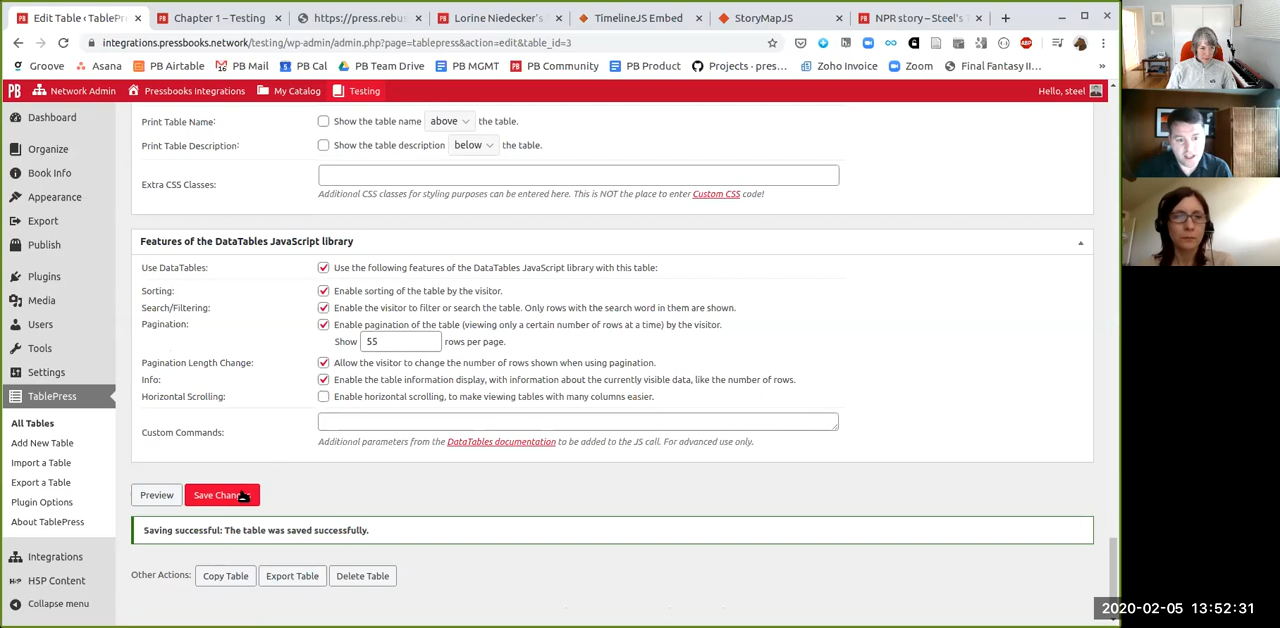 Edit Table ‹ TableP
Chapter 1 – Testing
https://press.rebus
Lorine Niedecker's
TimelineJS Embed
StoryMapJS
NPR story – Steel's T
integrations.pressbooks.network/testing/wp-admin/admin.php?page=tablepress&action=edit&table_id=3
Groove
Asana
PB Airtable
PB Mail
PB Cal
PB Team Drive
PB MGMT
PB Community
PB Product
Projects · pres...
Zoho Invoice
Zoom
Final Fantasy II...
»
PB
Network Admin
Pressbooks Integrations
My Catalog
Testing
Hello, steel
Dashboard
Organize
Book Info
Appearance
Export
Publish
Plugins
Media
Users
Tools
Settings
TablePress
All Tables
Add New Table
Import a Table
Export a Table
Plugin Options
About TablePress
Integrations
H5P Content
Collapse menu
Print Table Name: Show the table name above the table.
Print Table Description: Show the table description below the table.
Extra CSS Classes:
Additional CSS classes for styling purposes can be entered here. This is NOT the place to enter Custom CSS code!
Features of the DataTables JavaScript library
Use DataTables: Use the following features of the DataTables JavaScript library with this table:
Sorting: Enable sorting of the table by the visitor.
Search/Filtering: Enable the visitor to filter or search the table. Only rows with the search word in them are shown.
Pagination: Enable pagination of the table (viewing only a certain number of rows at a time) by the visitor.
Show 55 rows per page.
Pagination Length Change: Allow the visitor to change the number of rows shown when using pagination.
Info: Enable the table information display, with information about the currently visible data, like the number of rows.
Horizontal Scrolling: Enable horizontal scrolling, to make viewing tables with many columns easier.
Custom Commands:
Additional parameters from the DataTables documentation to be added to the JS call. For advanced use only.
Preview
Save Chan
Saving successful: The table was saved successfully.
Other Actions: Copy Table Export Table Delete Table
2020-02-05 13:52:31